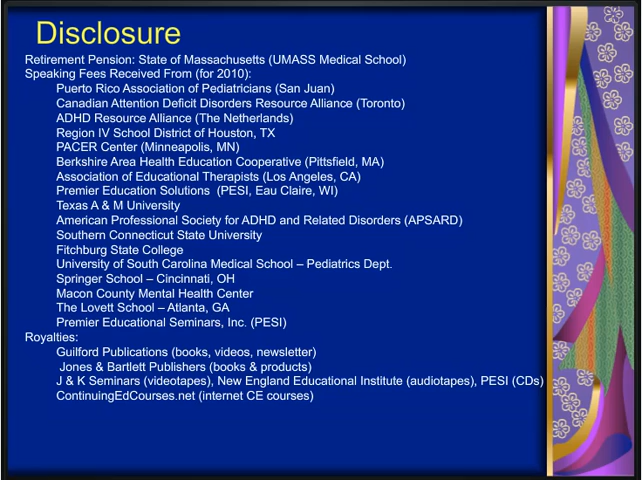 Disclosure
Retirement Pension: State of Massachusetts (UMASS Medical School)
Speaking Fees Received From (for 2010):
Puerto Rico Association of Pediatricians (San Juan)
Canadian Attention Deficit Disorders Resource Alliance (Toronto)
ADHD Resource Alliance (The Netherlands)
Region IV School District of Houston, TX
PACER Center (Minneapolis, MN)
Berkshire Area Health Education Cooperative (Pittsfield, MA)
Association of Educational Therapists (Los Angeles, CA)
Premier Education Solutions (PESI, Eau Claire, WI)
Texas A & M University
American Professional Society for ADHD and Related Disorders (APSARD)
Southern Connecticut State University
Fitchburg State College
University of South Carolina Medical School – Pediatrics Dept.
Springer School – Cincinnati, OH
Macon County Mental Health Center
The Lovett School – Atlanta, GA
Premier Educational Seminars, Inc. (PESI)
Royalties:
Guilford Publications (books, videos, newsletter)
Jones & Bartlett Publishers (books & products)
J & K Seminars (videotapes), New England Educational Institute (audiotapes), PESI (CDs)
ContinuingEdCourses.net (internet CE courses)